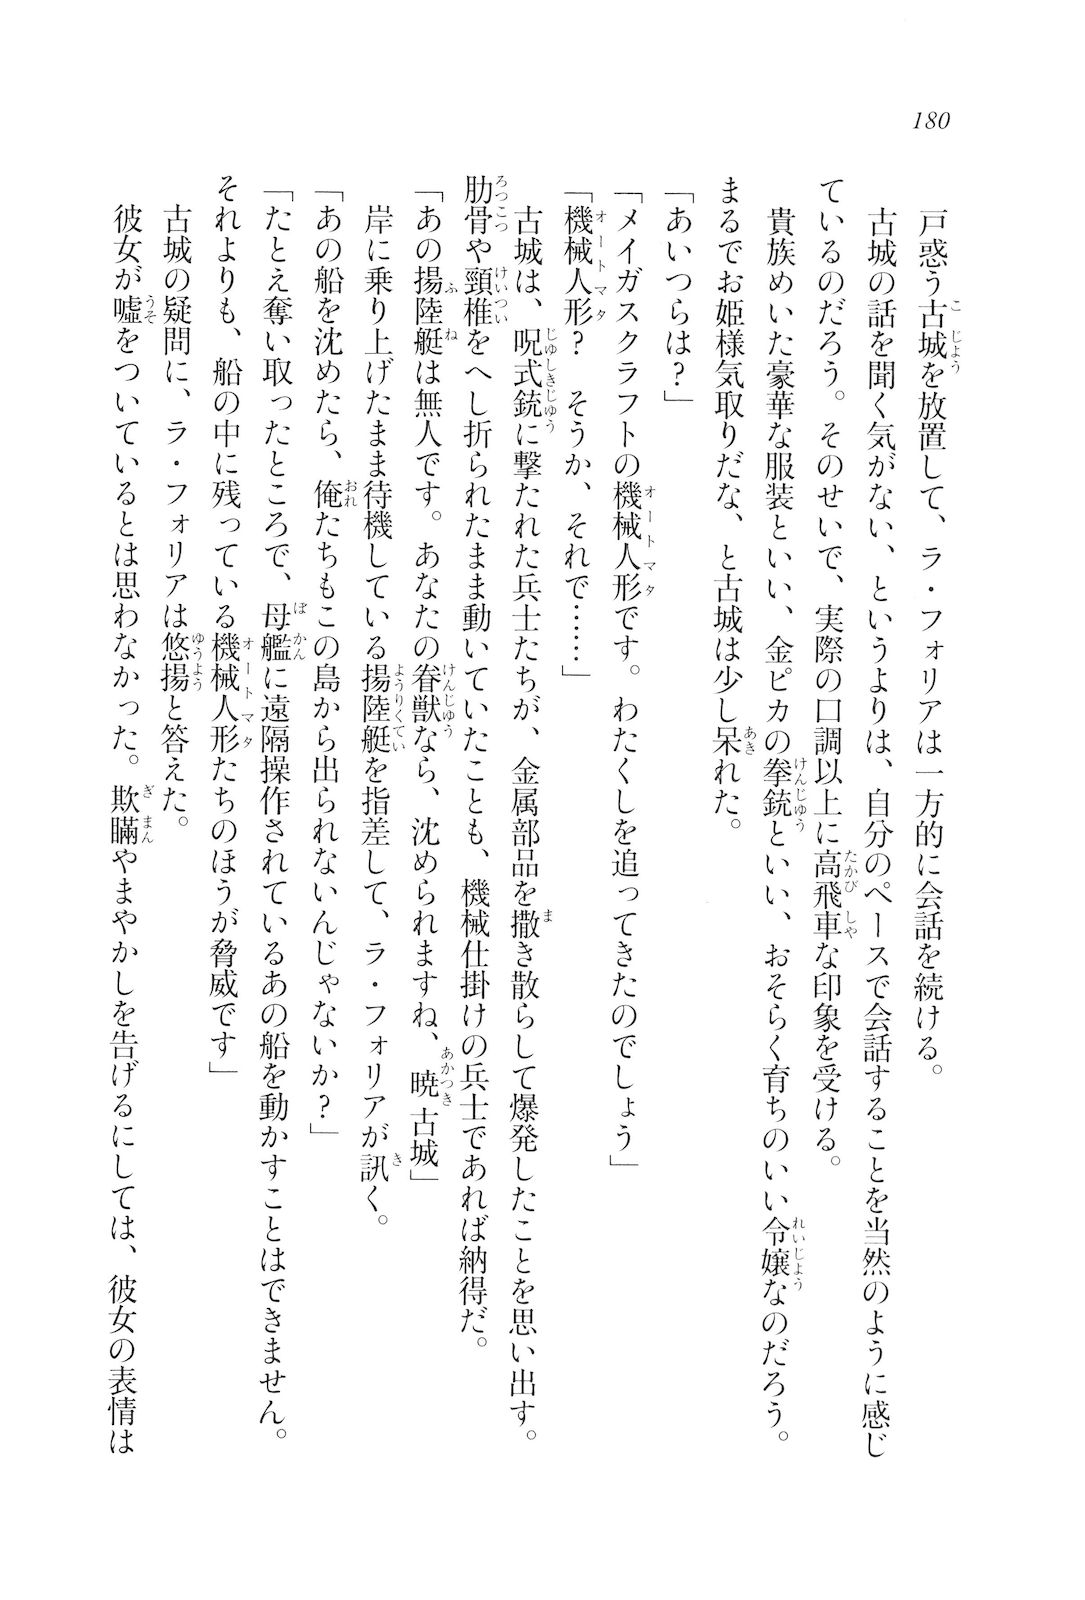 180
戸惑う古城を放置して、ラ・フォリアは一方的に会話を続ける。
古城の話を聞く気がない、というよりは、自分のペースで会話することを当然のように感じ
ているのだろう。そのせいで、実際の口調以上に高飛車な印象を受ける。
貴族めいた豪華な服装といい、金ピカの拳銃といい、おそらく育ちのいい令嬢なのだろう。
まるでお姫様気取りだな、と古城は少し呆れた。
「あいつらは？」
「メイガスクラフトの機械人形です。わたくしを追ってきたのでしょう」
「機械人形？　そうか、それで……」
古城は、呪式銃に撃たれた兵士たちが、金属部品を撒き散らして爆発したことを思い出す。
肋骨や頸椎をへし折られたまま動いていたことも、機械仕掛けの兵士であれば納得だ。
「あの揚陸艇は無人です。あなたの眷獣なら、沈められますね、暁古城」
岸に乗り上げたまま待機している揚陸艇を指差して、ラ・フォリアが訊く。
「あの船を沈めたら、俺たちもこの島から出られないんじゃないか？」
「たとえ奪い取ったところで、母艦に遠隔操作されているあの船を動かすことはできません。
それよりも、船の中に残っている機械人形たちのほうが脅威です」
古城の疑問に、ラ・フォリアは悠揚と答えた。
彼女が嘘をついているとは思わなかった。欺瞞やまやかしを告げるにしては、彼女の表情は